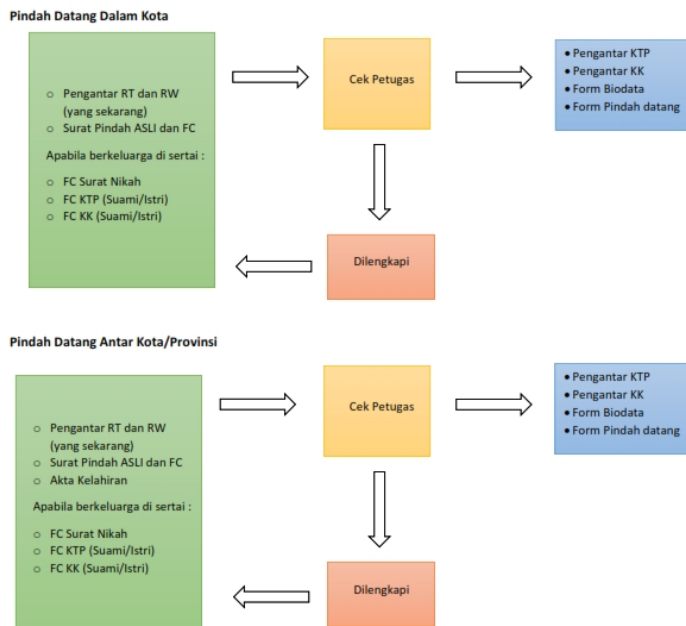 Pindah Datang Dalam Kota
○ Pengantar RT dan RW
(yang sekarang)
○ Surat Pindah ASLI dan FC
Apabila berkeluarga di sertai :
○ FC Surat Nikah
○ FC KTP (Suami/Istri)
○ FC KK (Suami/Istri)
Cek Petugas
• Pengantar KTP
• Pengantar KK
• Form Biodata
• Form Pindah datang
Dilengkapi
Pindah Datang Antar Kota/Provinsi
○ Pengantar RT dan RW
(yang sekarang)
○ Surat Pindah ASLI dan FC
○ Akta Kelahiran
Apabila berkeluarga di sertai :
○ FC Surat Nikah
○ FC KTP (Suami/Istri)
○ FC KK (Suami/Istri)
Cek Petugas
• Pengantar KTP
• Pengantar KK
• Form Biodata
• Form Pindah datang
Dilengkapi